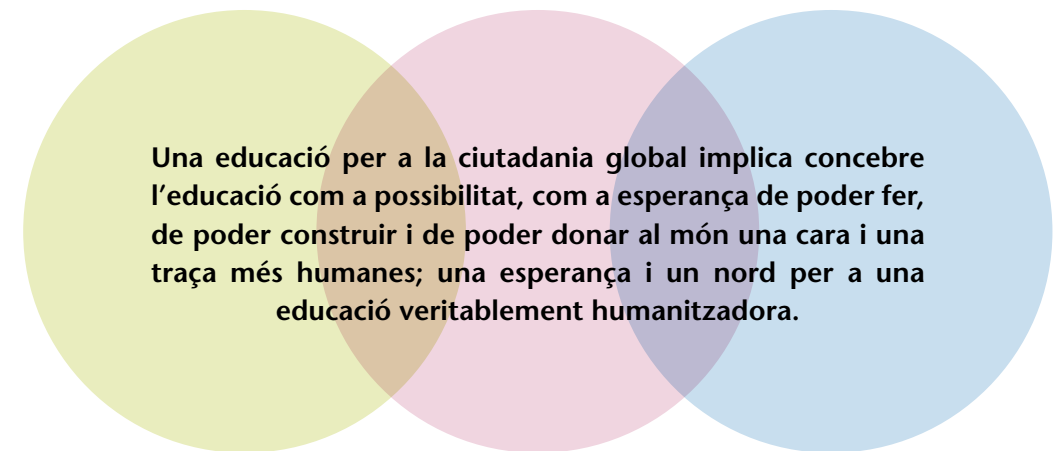 Una educació per a la ciutadania global implica concebre
l’educació com a possibilitat, com a esperança de poder fer,
de poder construir i de poder donar al món una cara i una
traça més humanes; una esperança i un nord per a una
educació veritablement humanitzadora.